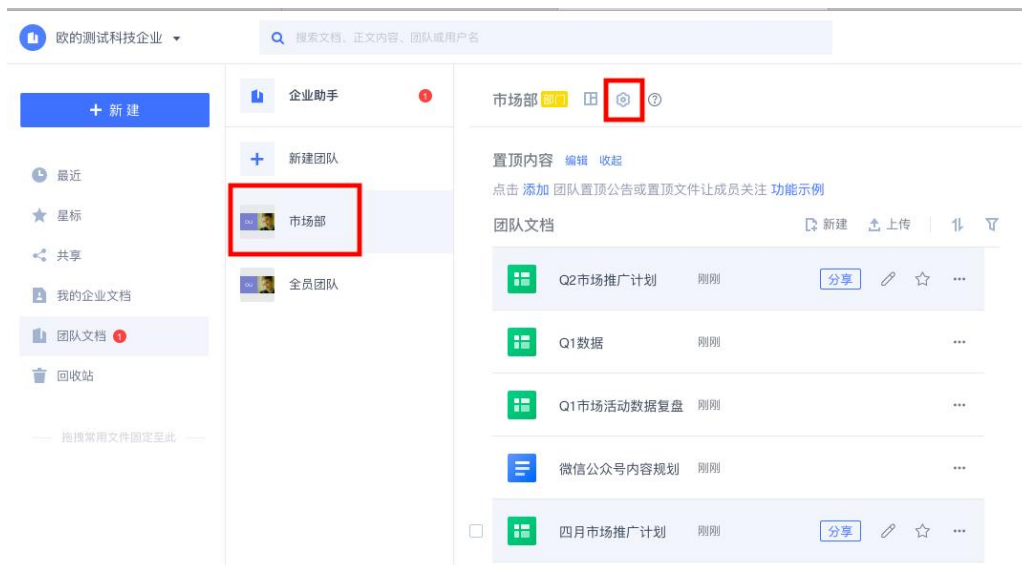 欧的测试科技企业
搜索文档、正文内容、团队或用户名
新建
最近
星标
共享
我的企业文档
团队文档 1
回收站
拖拽常用文件固定至此
企业助手 1
新建团队
市场部
全员团队
市场部 部门
置顶内容 编辑 收起
点击 添加 团队置顶公告或置顶文件让成员关注 功能示例
团队文档 新建 上传
Q2市场推广计划 刚刚 分享
Q1数据 刚刚
Q1市场活动数据复盘 刚刚
微信公众号内容规划 刚刚
四月市场推广计划 刚刚 分享